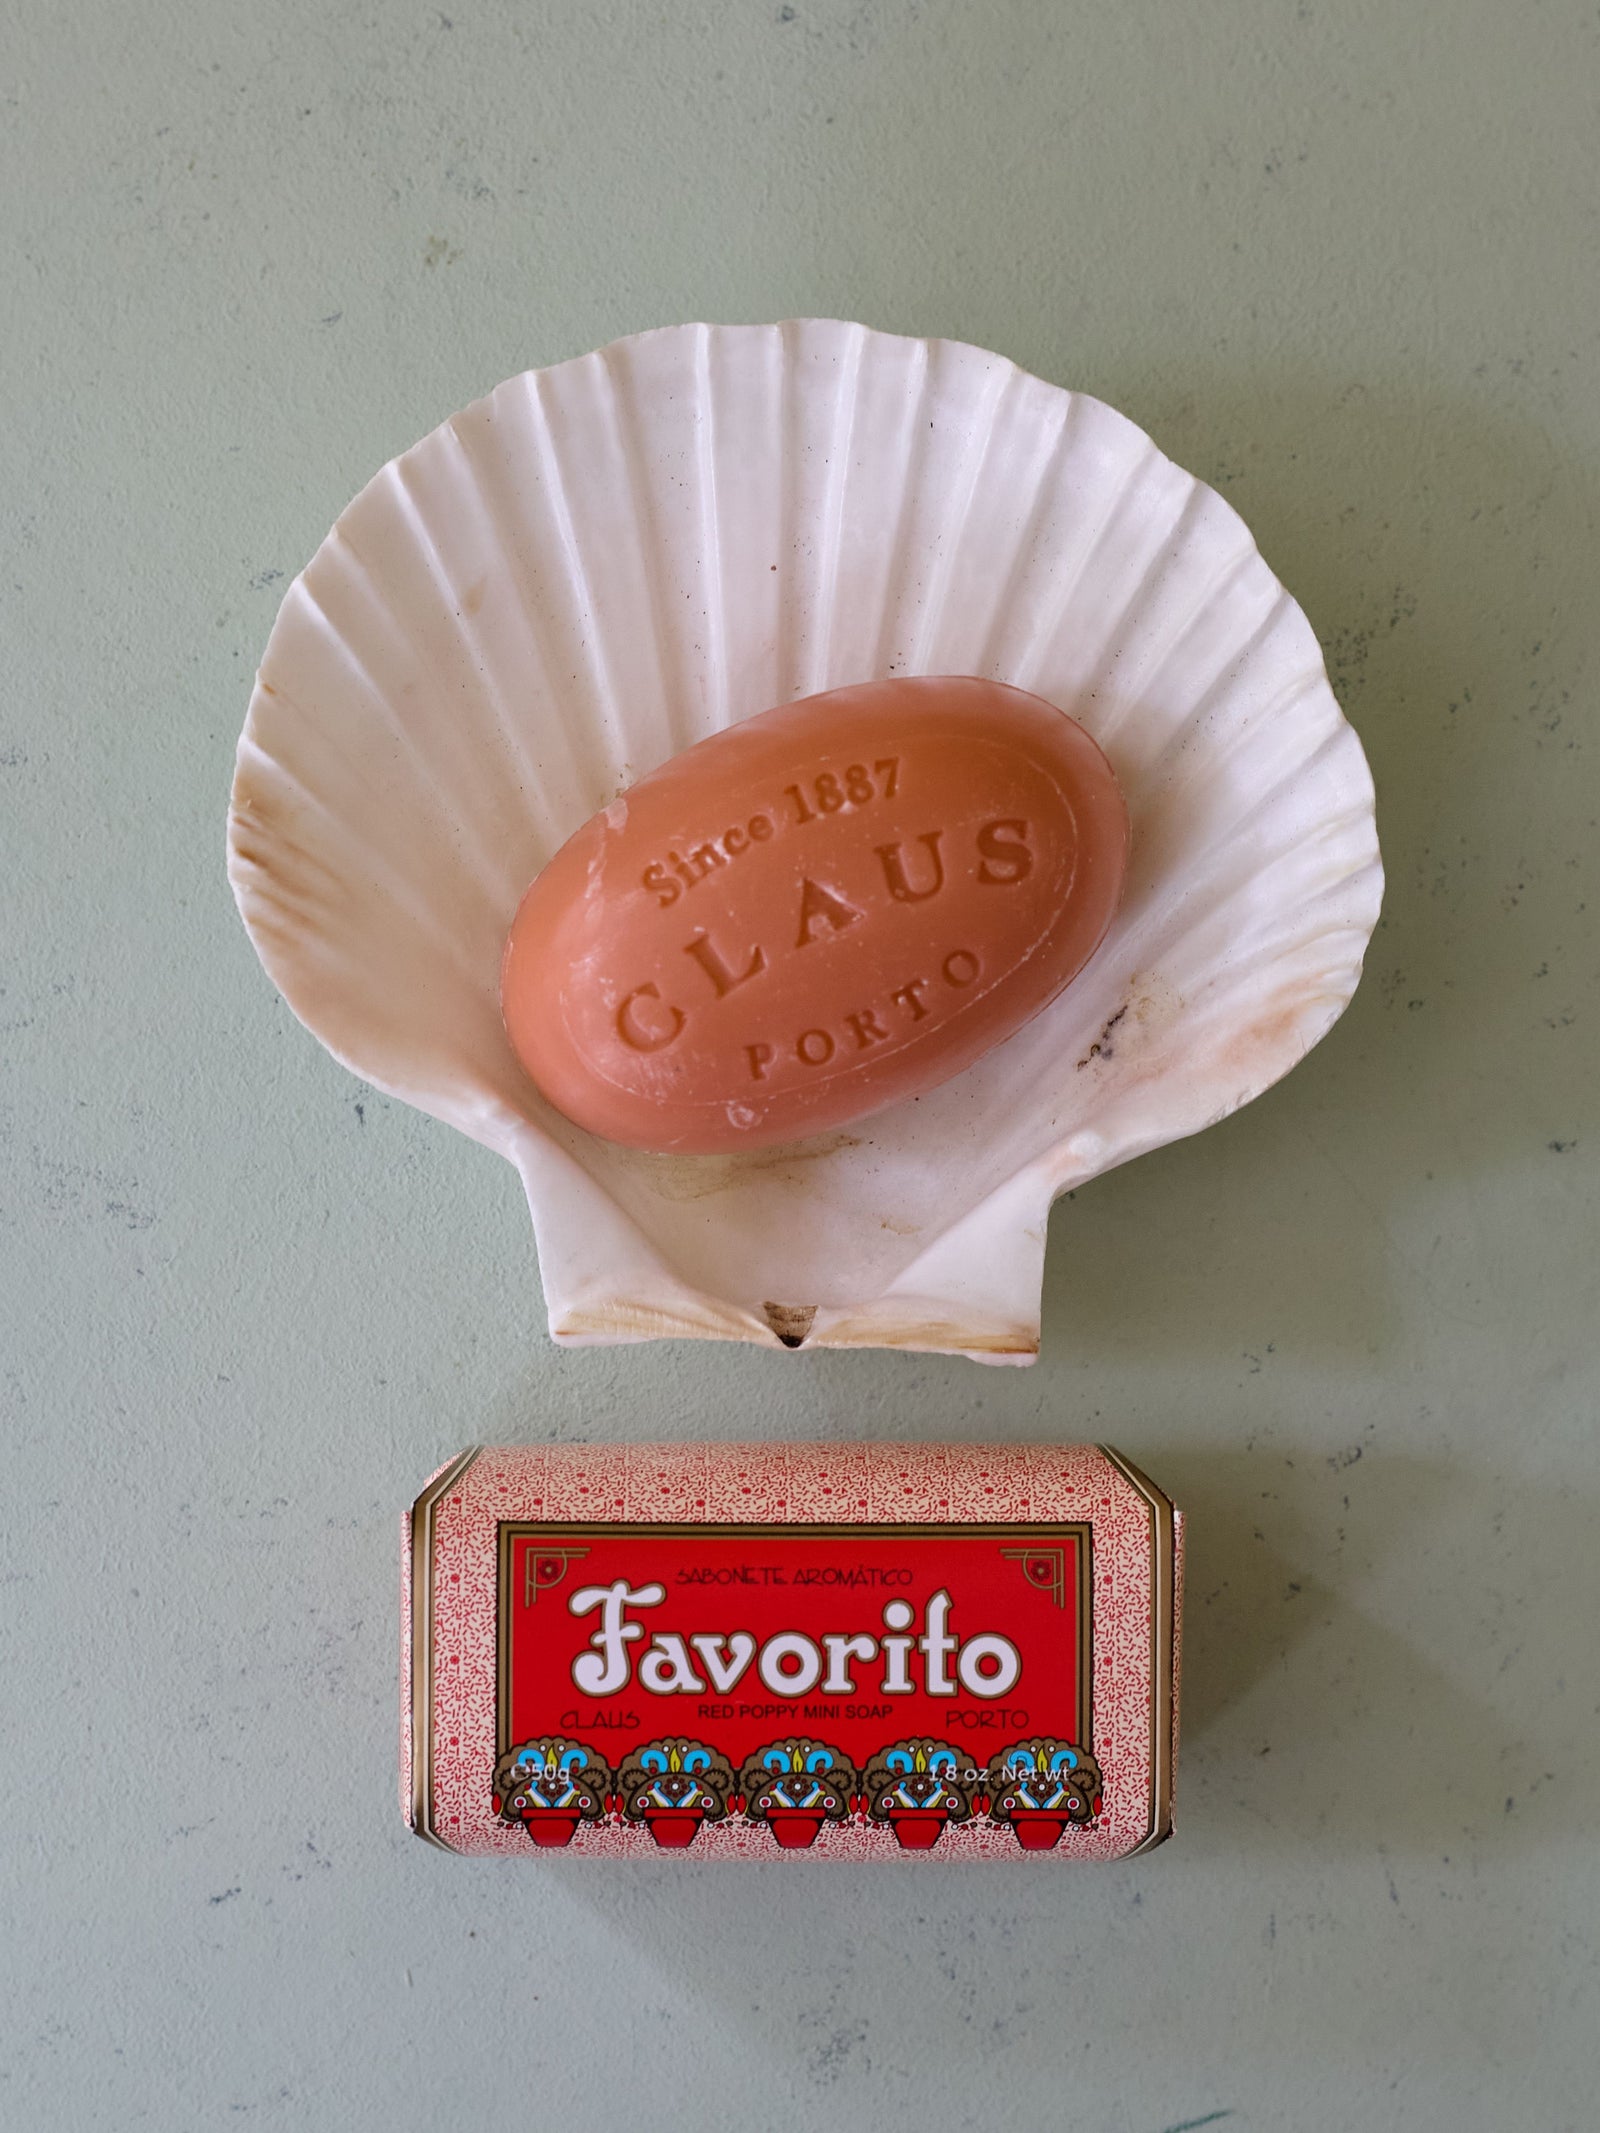 Since 1887
CLAUS
PORTO
SABONETE AROMÁTICO
Favorito
RED POPPY MINI SOAP
CLAUS PORTO
℮50g 1.8 oz. Net wt